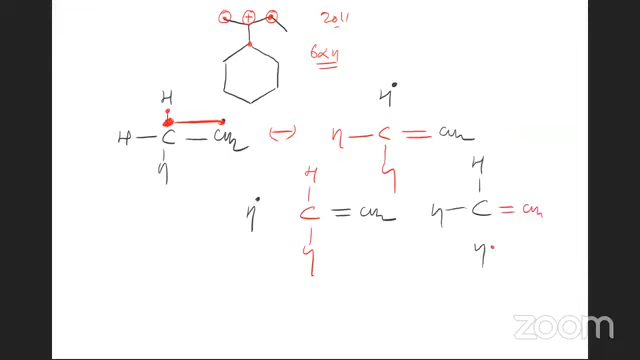 + 2011
6αH
H H•
H — C — CH₂ ↔ H — C = CH₂
H H
H H
H• C = CH₂ H — C = CH₂
H H•
zoom